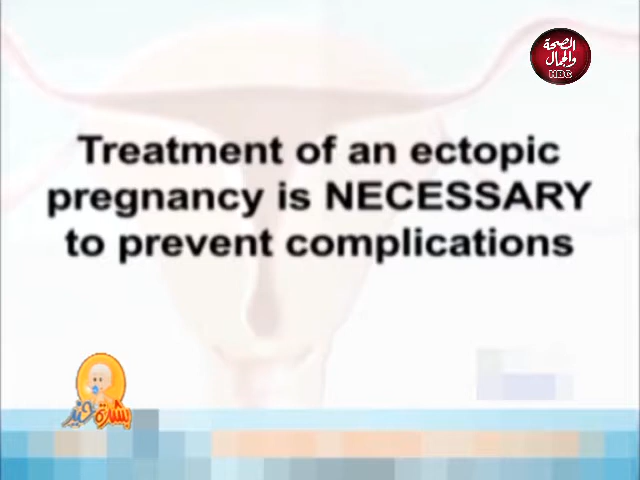 الصحة
والجمال
HBC
Treatment of an ectopic
pregnancy is NECESSARY
to prevent complications
بشرة خير